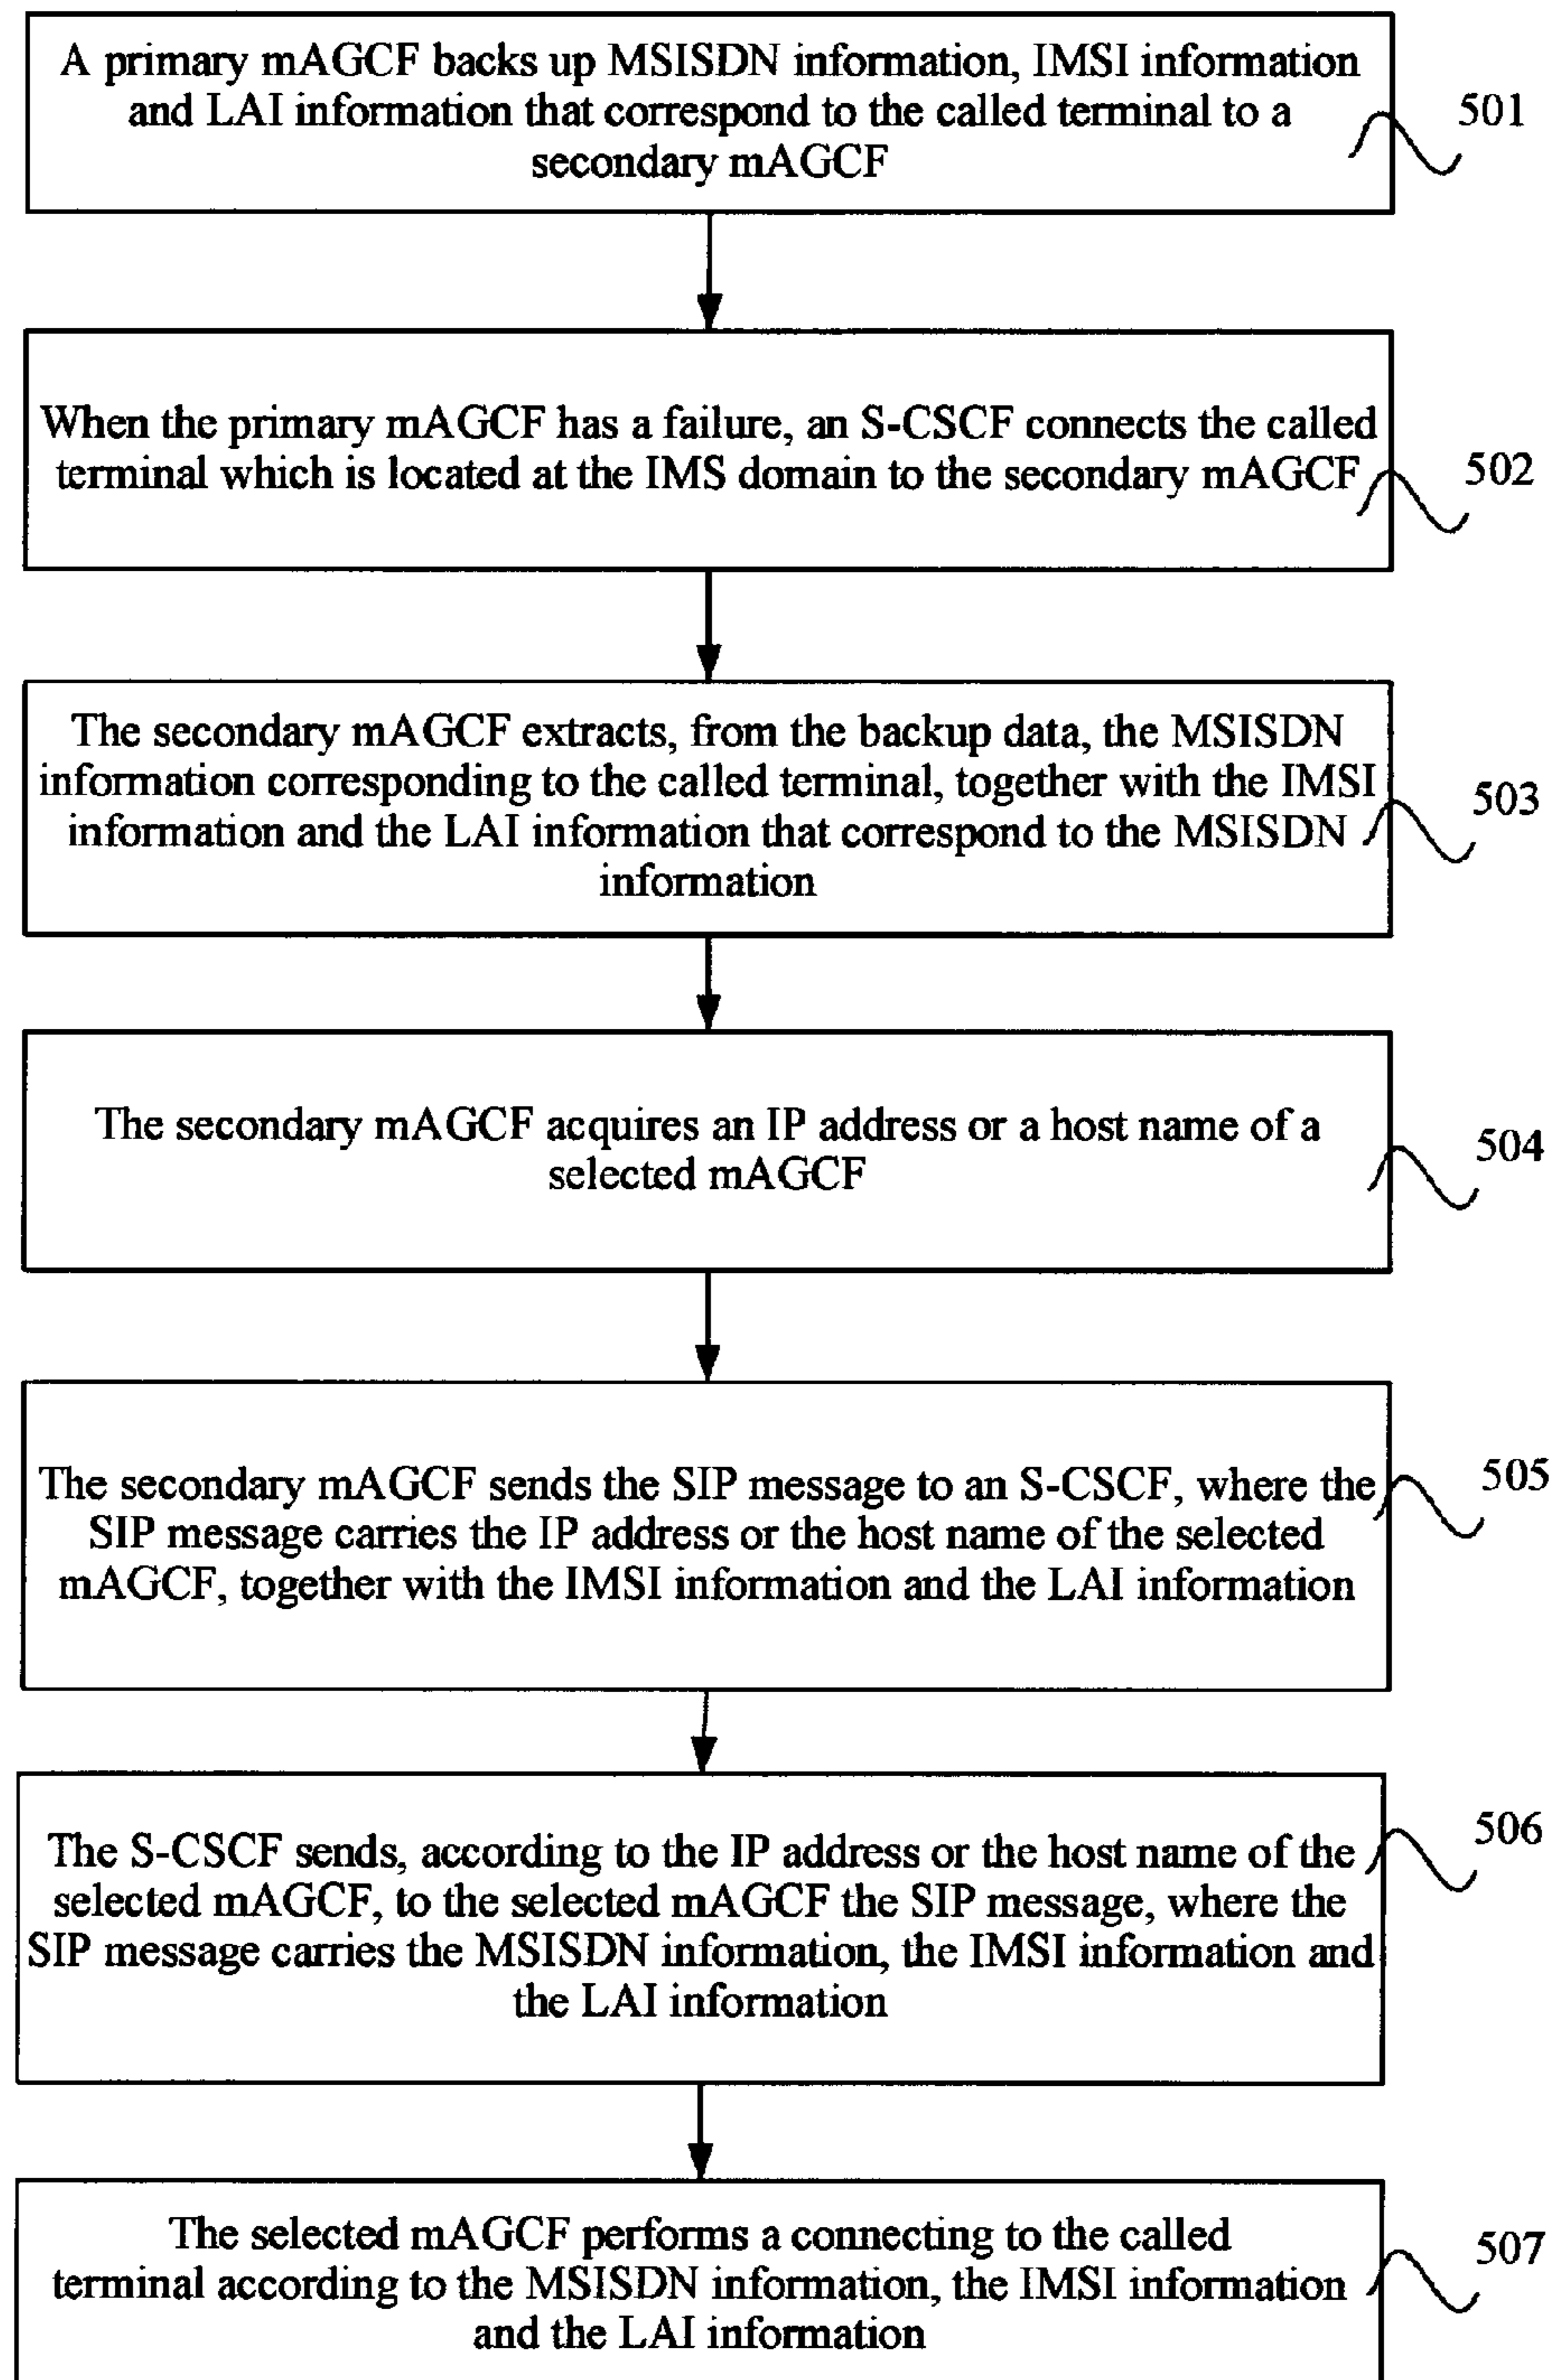 A primary mAGCF backs up MSISDN information, IMSI information
and LAI information that correspond to the called terminal to a
secondary mAGCF
501
When the primary mAGCF has a failure, an S-CSCF connects the called
terminal which is located at the IMS domain to the secondary mAGCF
502
The secondary mAGCF extracts, from the backup data, the MSISDN
information corresponding to the called terminal, together with the IMSI
information and the LAI information that correspond to the MSISDN
information
503
The secondary mAGCF acquires an IP address or a host name of a
selected mAGCF
504
The secondary mAGCF sends the SIP message to an S-CSCF, where the
SIP message carries the IP address or the host name of the selected
mAGCF, together with the IMSI information and the LAI information
505
The S-CSCF sends, according to the IP address or the host name of the
selected mAGCF, to the selected mAGCF the SIP message, where the
SIP message carries the MSISDN information, the IMSI information and
the LAI information
506
The selected mAGCF performs a connecting to the called
terminal according to the MSISDN information, the IMSI information
and the LAI information
507